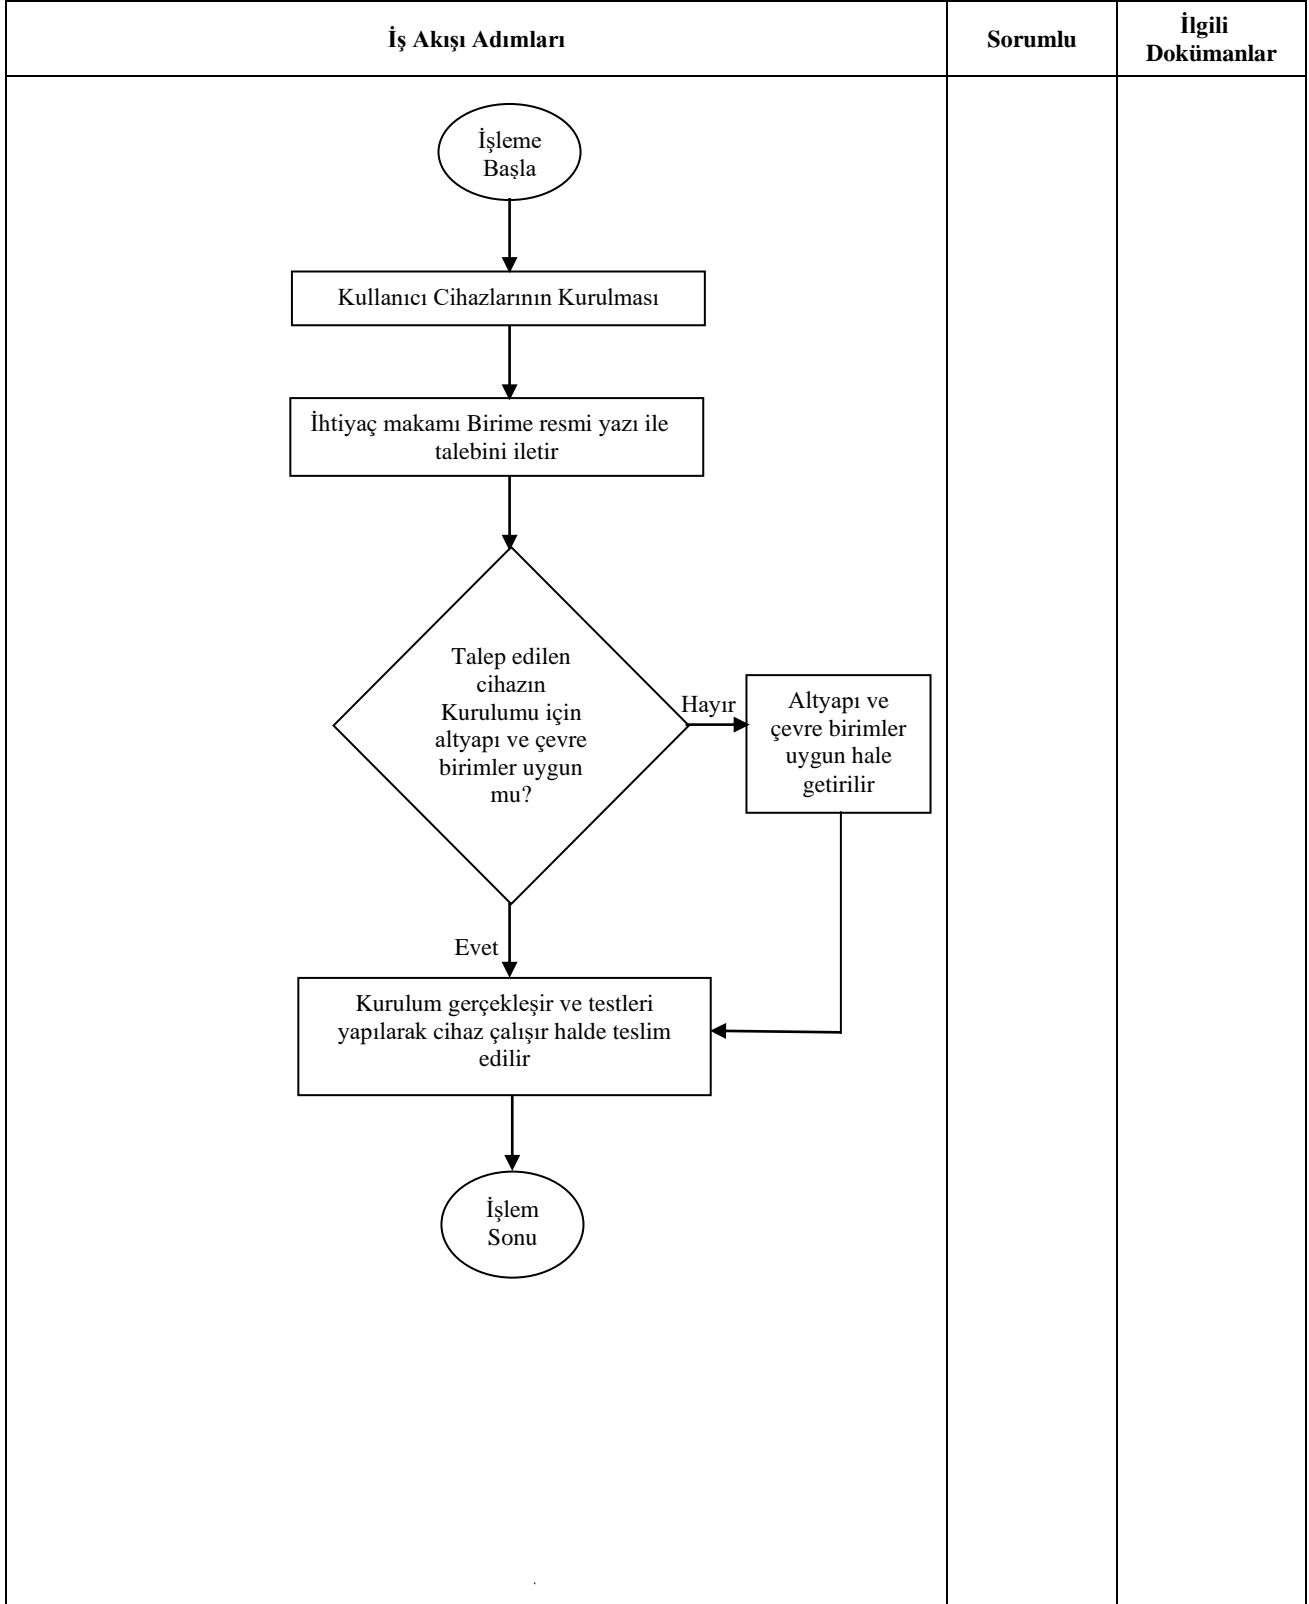 İş Akışı Adımları
Sorumlu
İlgili
Dokümanlar
İşleme
Başla
Kullanıcı Cihazlarının Kurulması
İhtiyaç makamı Birime resmi yazı ile
talebini iletir
Talep edilen
cihazın
Kurulumu için
altyapı ve çevre
birimler uygun
mu?
Hayır
Altyapı ve
çevre birimler
uygun hale
getirilir
Evet
Kurulum gerçekleşir ve testleri
yapılarak cihaz çalışır halde teslim
edilir
İşlem
Sonu